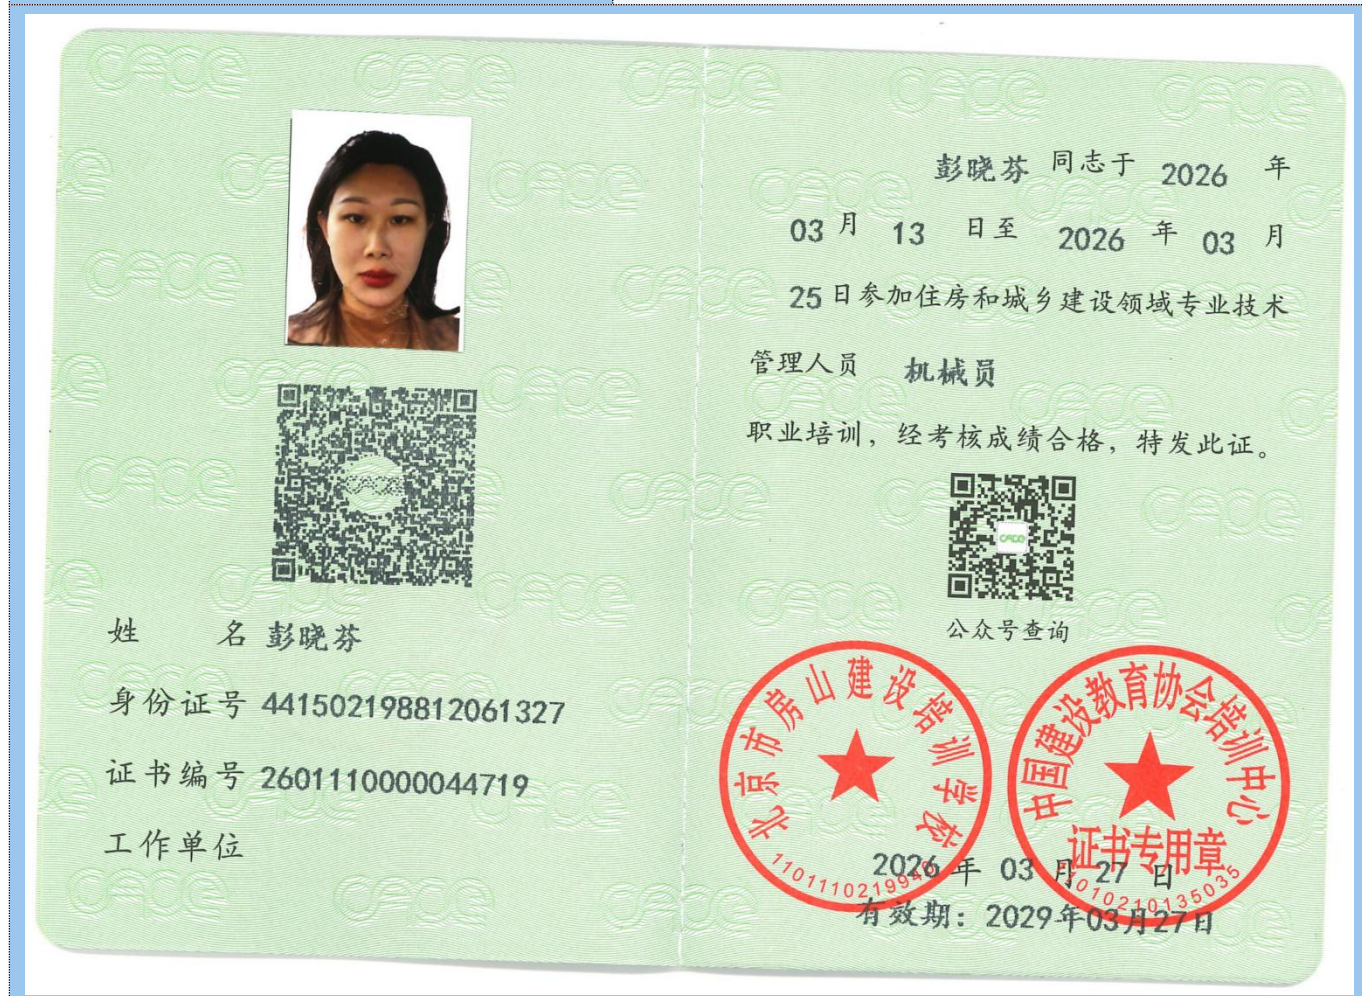 姓 名 彭晓芬
身份证号 441502198812061327
证书编号 2601110000044719
工作单位
彭晓芬 同志于 2026 年
03 月 13 日至 2026 年 03 月
25 日参加住房和城乡建设领域专业技术
管理人员 机械员
职业培训，经考核成绩合格，特发此证。
cace
公众号查询
北京市房山建设培训学校
中国建设教育协会培训中心
证书专用章
11010210135035
2026 年 03 月 27 日
有效期：2029年03月27日